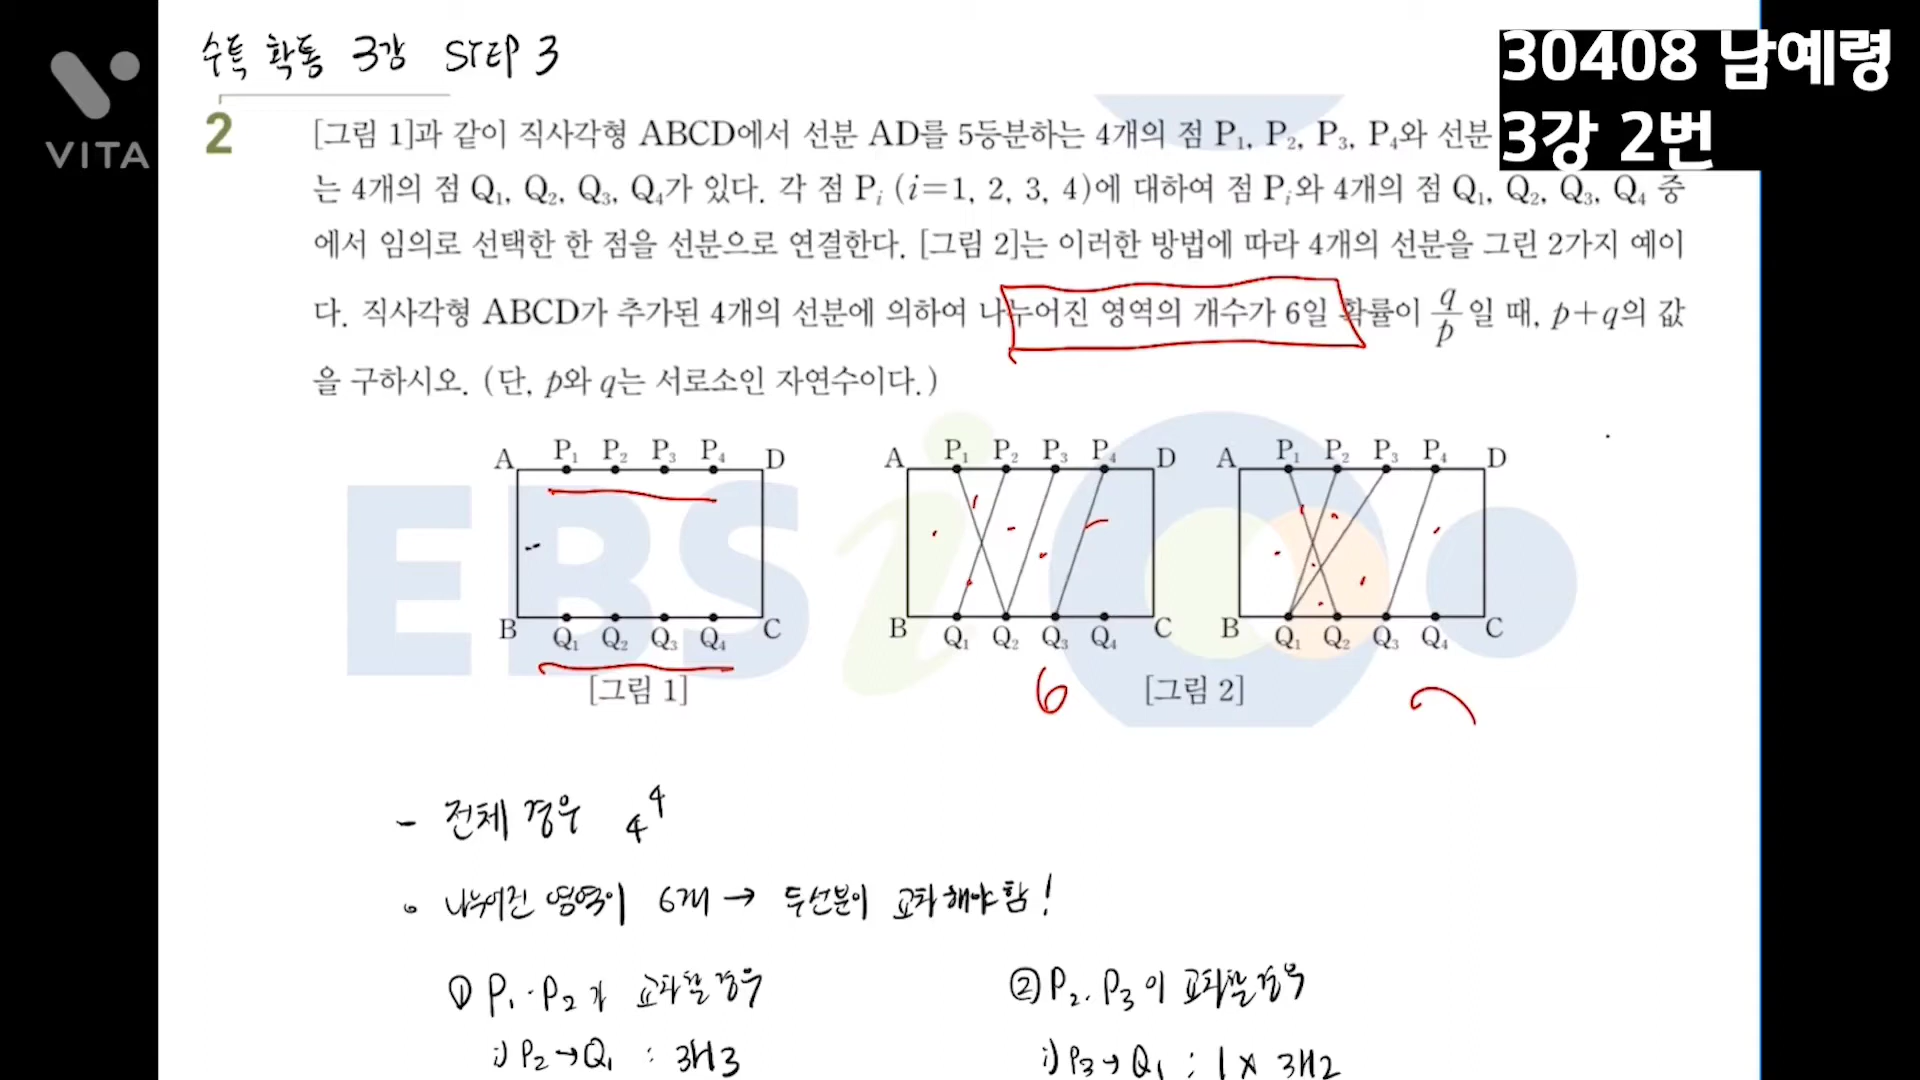 수특 확통 3강 STEP 3
30408 남예령
3강 2번
VITA
2
[그림 1]과 같이 직사각형 ABCD에서 선분 AD를 5등분하는 4개의 점 P₁, P₂, P₃, P₄와 선분
는 4개의 점 Q₁, Q₂, Q₃, Q₄가 있다. 각 점 Pᵢ (i=1, 2, 3, 4)에 대하여 점 Pᵢ와 4개의 점 Q₁, Q₂, Q₃, Q₄ 중
에서 임의로 선택한 한 점을 선분으로 연결한다. [그림 2]는 이러한 방법에 따라 4개의 선분을 그린 2가지 예이
다. 직사각형 ABCD가 추가된 4개의 선분에 의하여 나누어진 영역의 개수가 6일 확률이 q/p일 때, p+q의 값
을 구하시오. (단, p와 q는 서로소인 자연수이다.)
A P₁ P₂ P₃ P₄ D
A P₁ P₂ P₃ P₄ D
A P₁ P₂ P₃ P₄ D
EBSi
B Q₁ Q₂ Q₃ Q₄ C
B Q₁ Q₂ Q₃ Q₄ C
B Q₁ Q₂ Q₃ Q₄ C
[그림 1]
6
[그림 2]
- 전체 경우 4⁴
나누어진 영역이 6개 → 두선분이 교차해야함!
① P₁·P₂가 교차할 경우
② P₂.P₃이 교차할경우
i) P₂→Q₁ : 3H3
i) P₃→Q₁ : 1 x 3H2